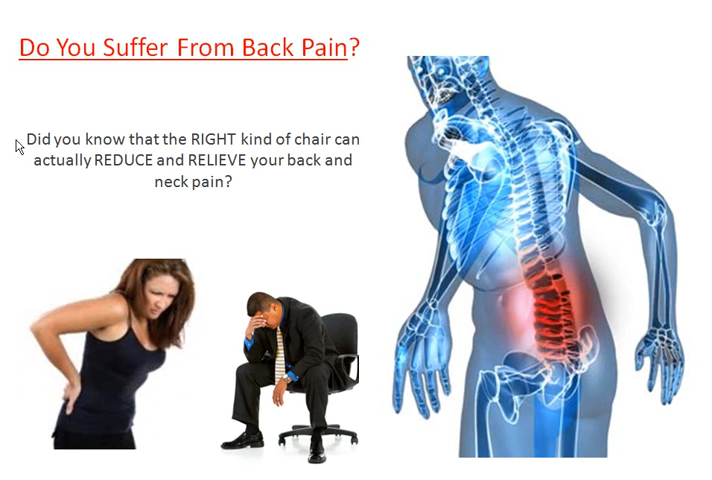 Do You Suffer From Back Pain?
Did you know that the RIGHT kind of chair can
actually REDUCE and RELIEVE your back and
neck pain?